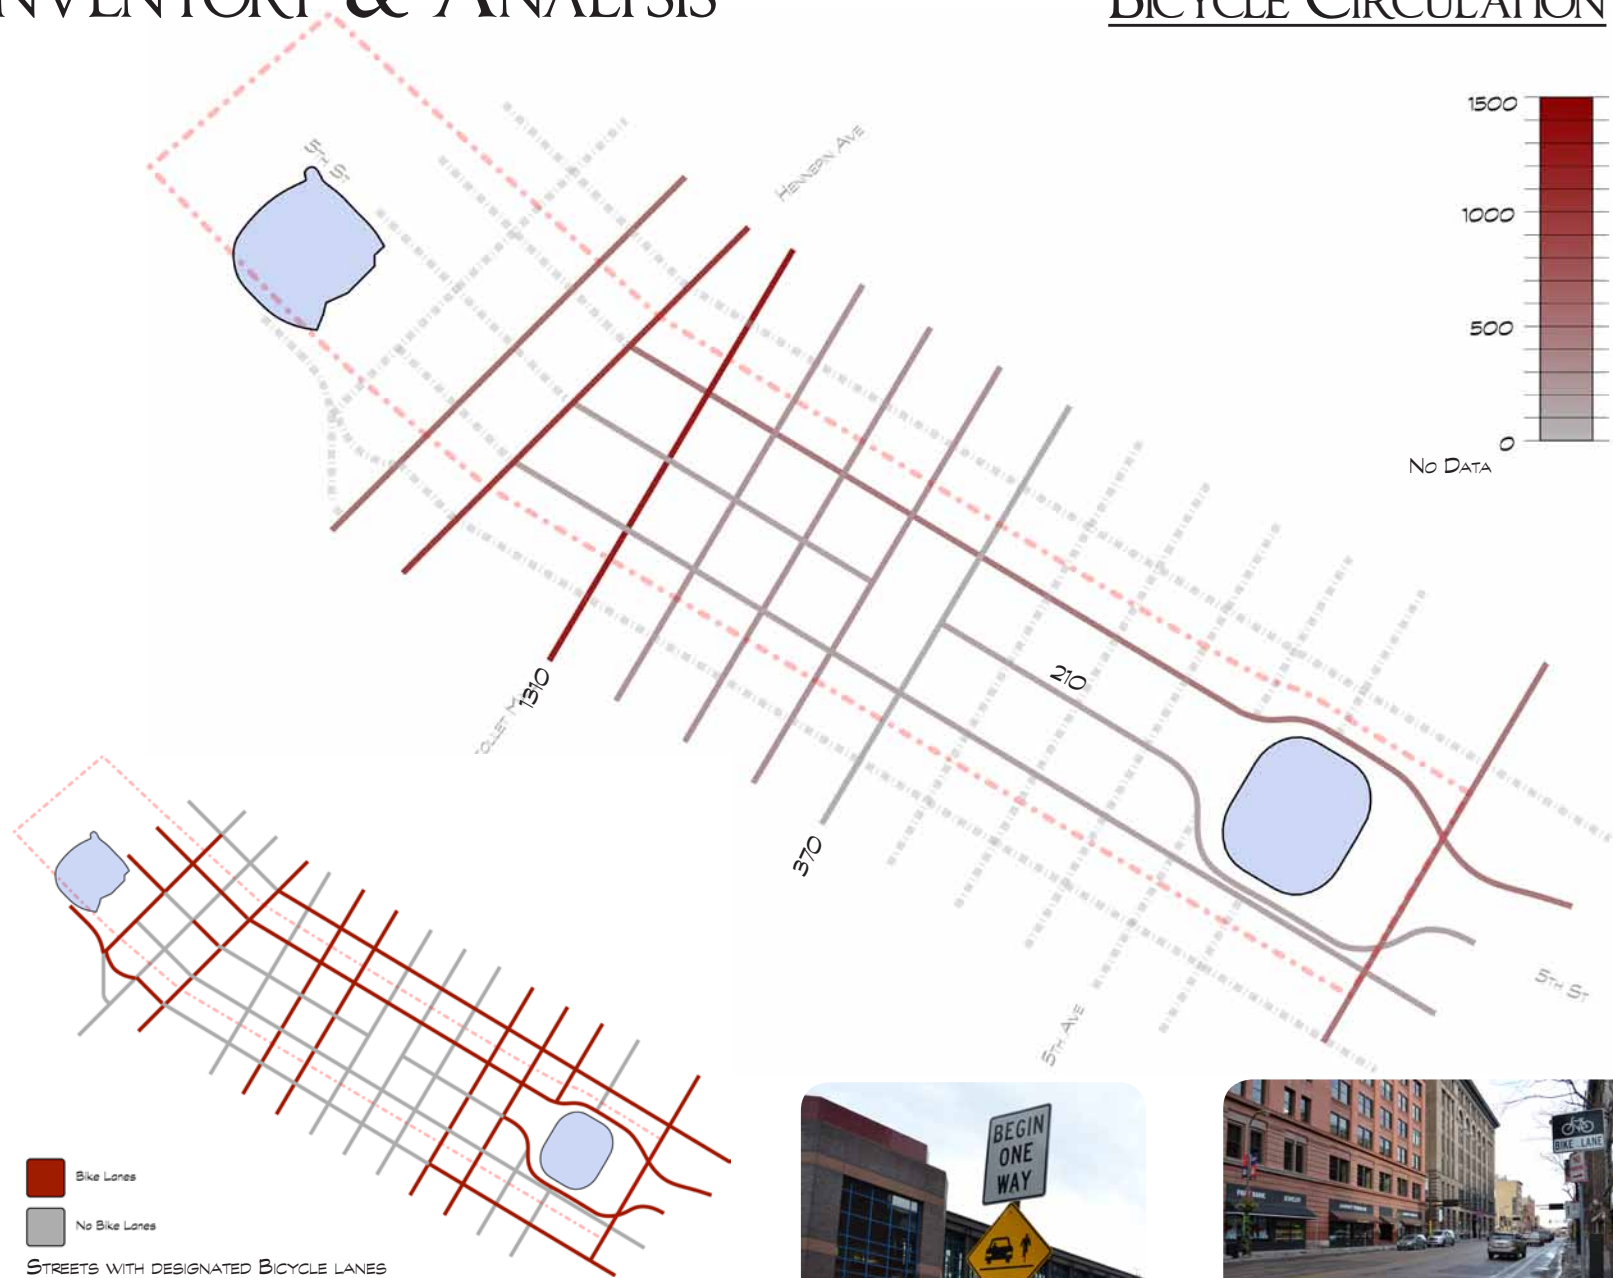 & ANALYSIS
BICYCLE CIRCULATION
5TH ST
HENNEPIN AVE
1500
1000
500
0
NO DATA
1310
210
370
5TH ST
5TH AVE
Bike Lanes
No Bike Lanes
STREETS WITH DESIGNATED BICYCLE LANES
BEGIN
ONE
WAY
BIKE LANE